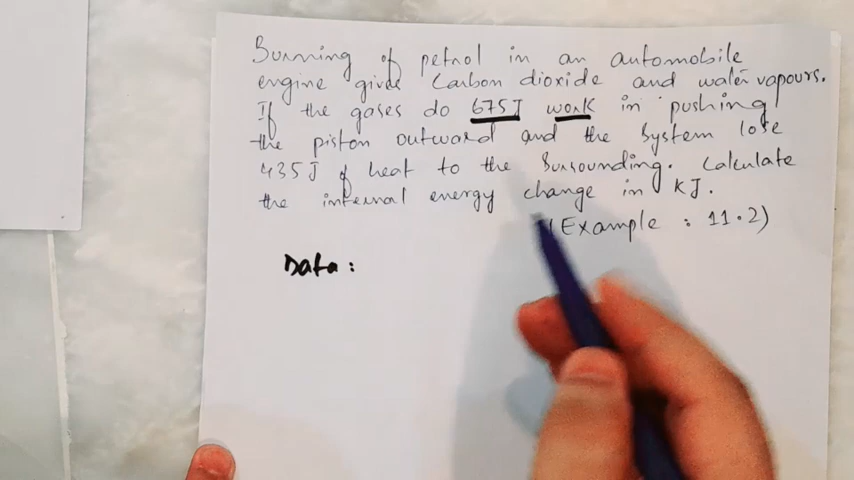 Burning of petrol in an automobile
engine gives Carbon dioxide and water vapours.
If the gases do 675J work in pushing
the piston outward and the System lose
435J of heat to the Surrounding. Calculate
the internal energy change in KJ.
(Example : 11.2)
Data :